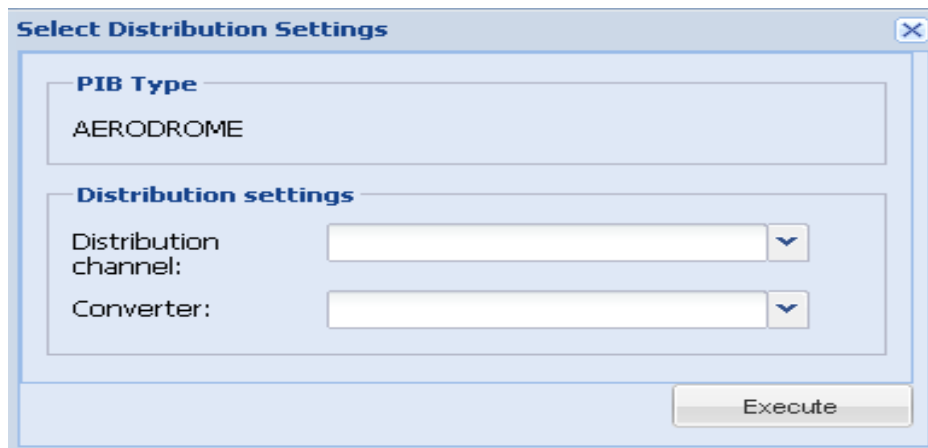 Select Distribution Settings
PIB Type
AERODROME
Distribution settings
Distribution
channel:
Converter:
Execute